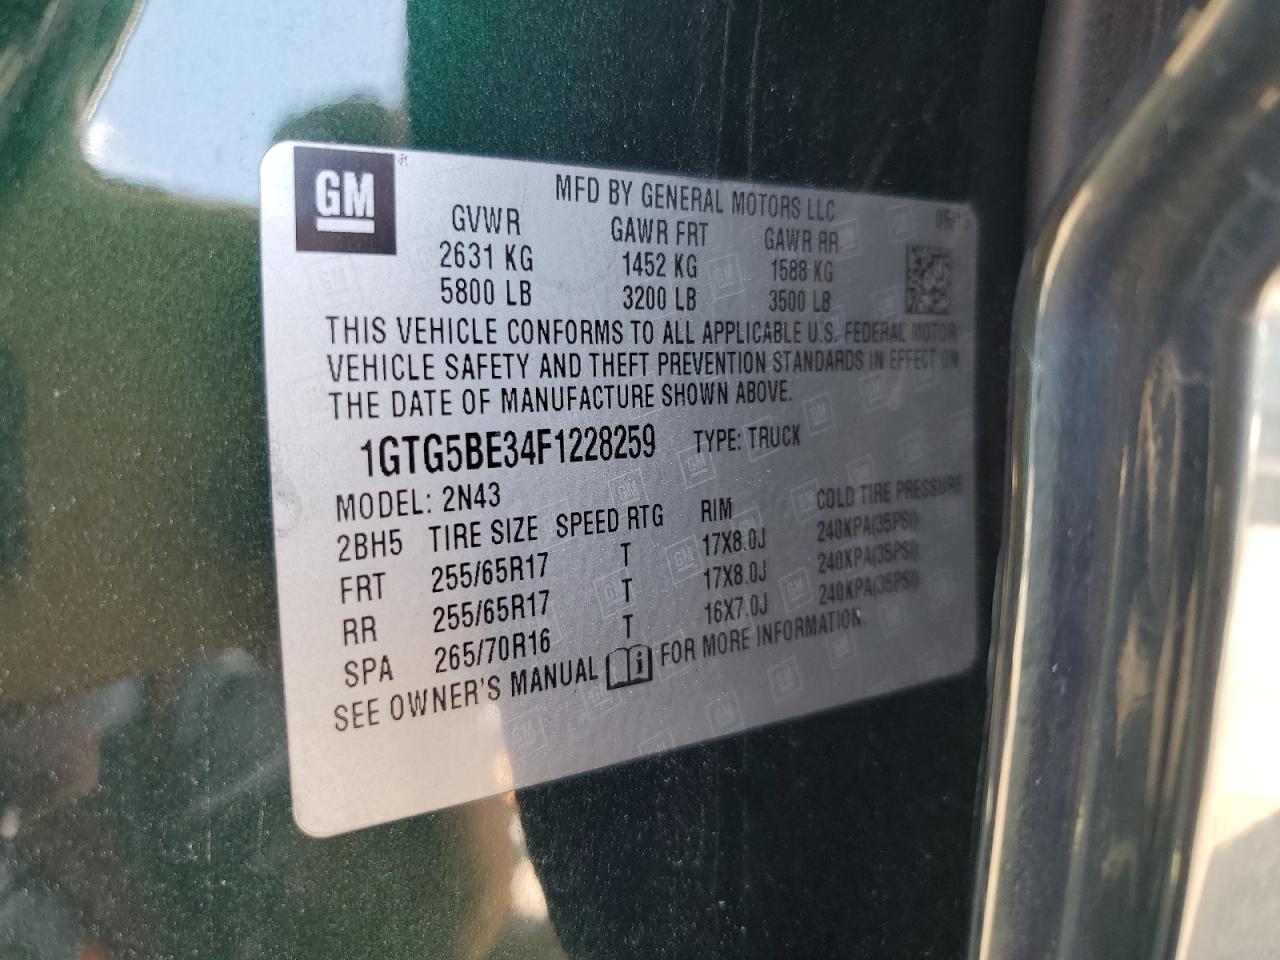 GM
MFD BY GENERAL MOTORS LLC
GVWR GAWR FRT GAWR RR
2631 KG 1452 KG 1588 KG
5800 LB 3200 LB 3500 LB
THIS VEHICLE CONFORMS TO ALL APPLICABLE U.S. FEDERAL MOTOR
VEHICLE SAFETY AND THEFT PREVENTION STANDARDS IN EFFECT ON
THE DATE OF MANUFACTURE SHOWN ABOVE.
1GTG5BE34F1228259 TYPE: TRUCK
MODEL: 2N43
2BH5 TIRE SIZE SPEED RTG RIM COLD TIRE PRESSURE
FRT 255/65R17 T 17X8.0J 240KPA(35PSI)
RR 255/65R17 T 17X8.0J 240KPA(35PSI)
SPA 265/70R16 T 16X7.0J 240KPA(35PSI)
SEE OWNER'S MANUAL FOR MORE INFORMATION.